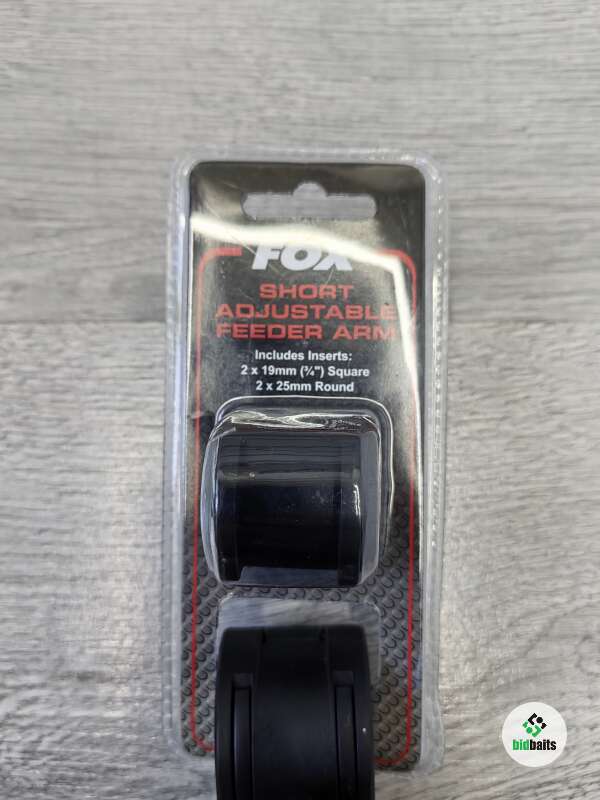 FOX
SHORT
ADJUSTABLE
FEEDER ARM
Includes Inserts:
2 x 19mm (¾") Square
2 x 25mm Round
bidbaits